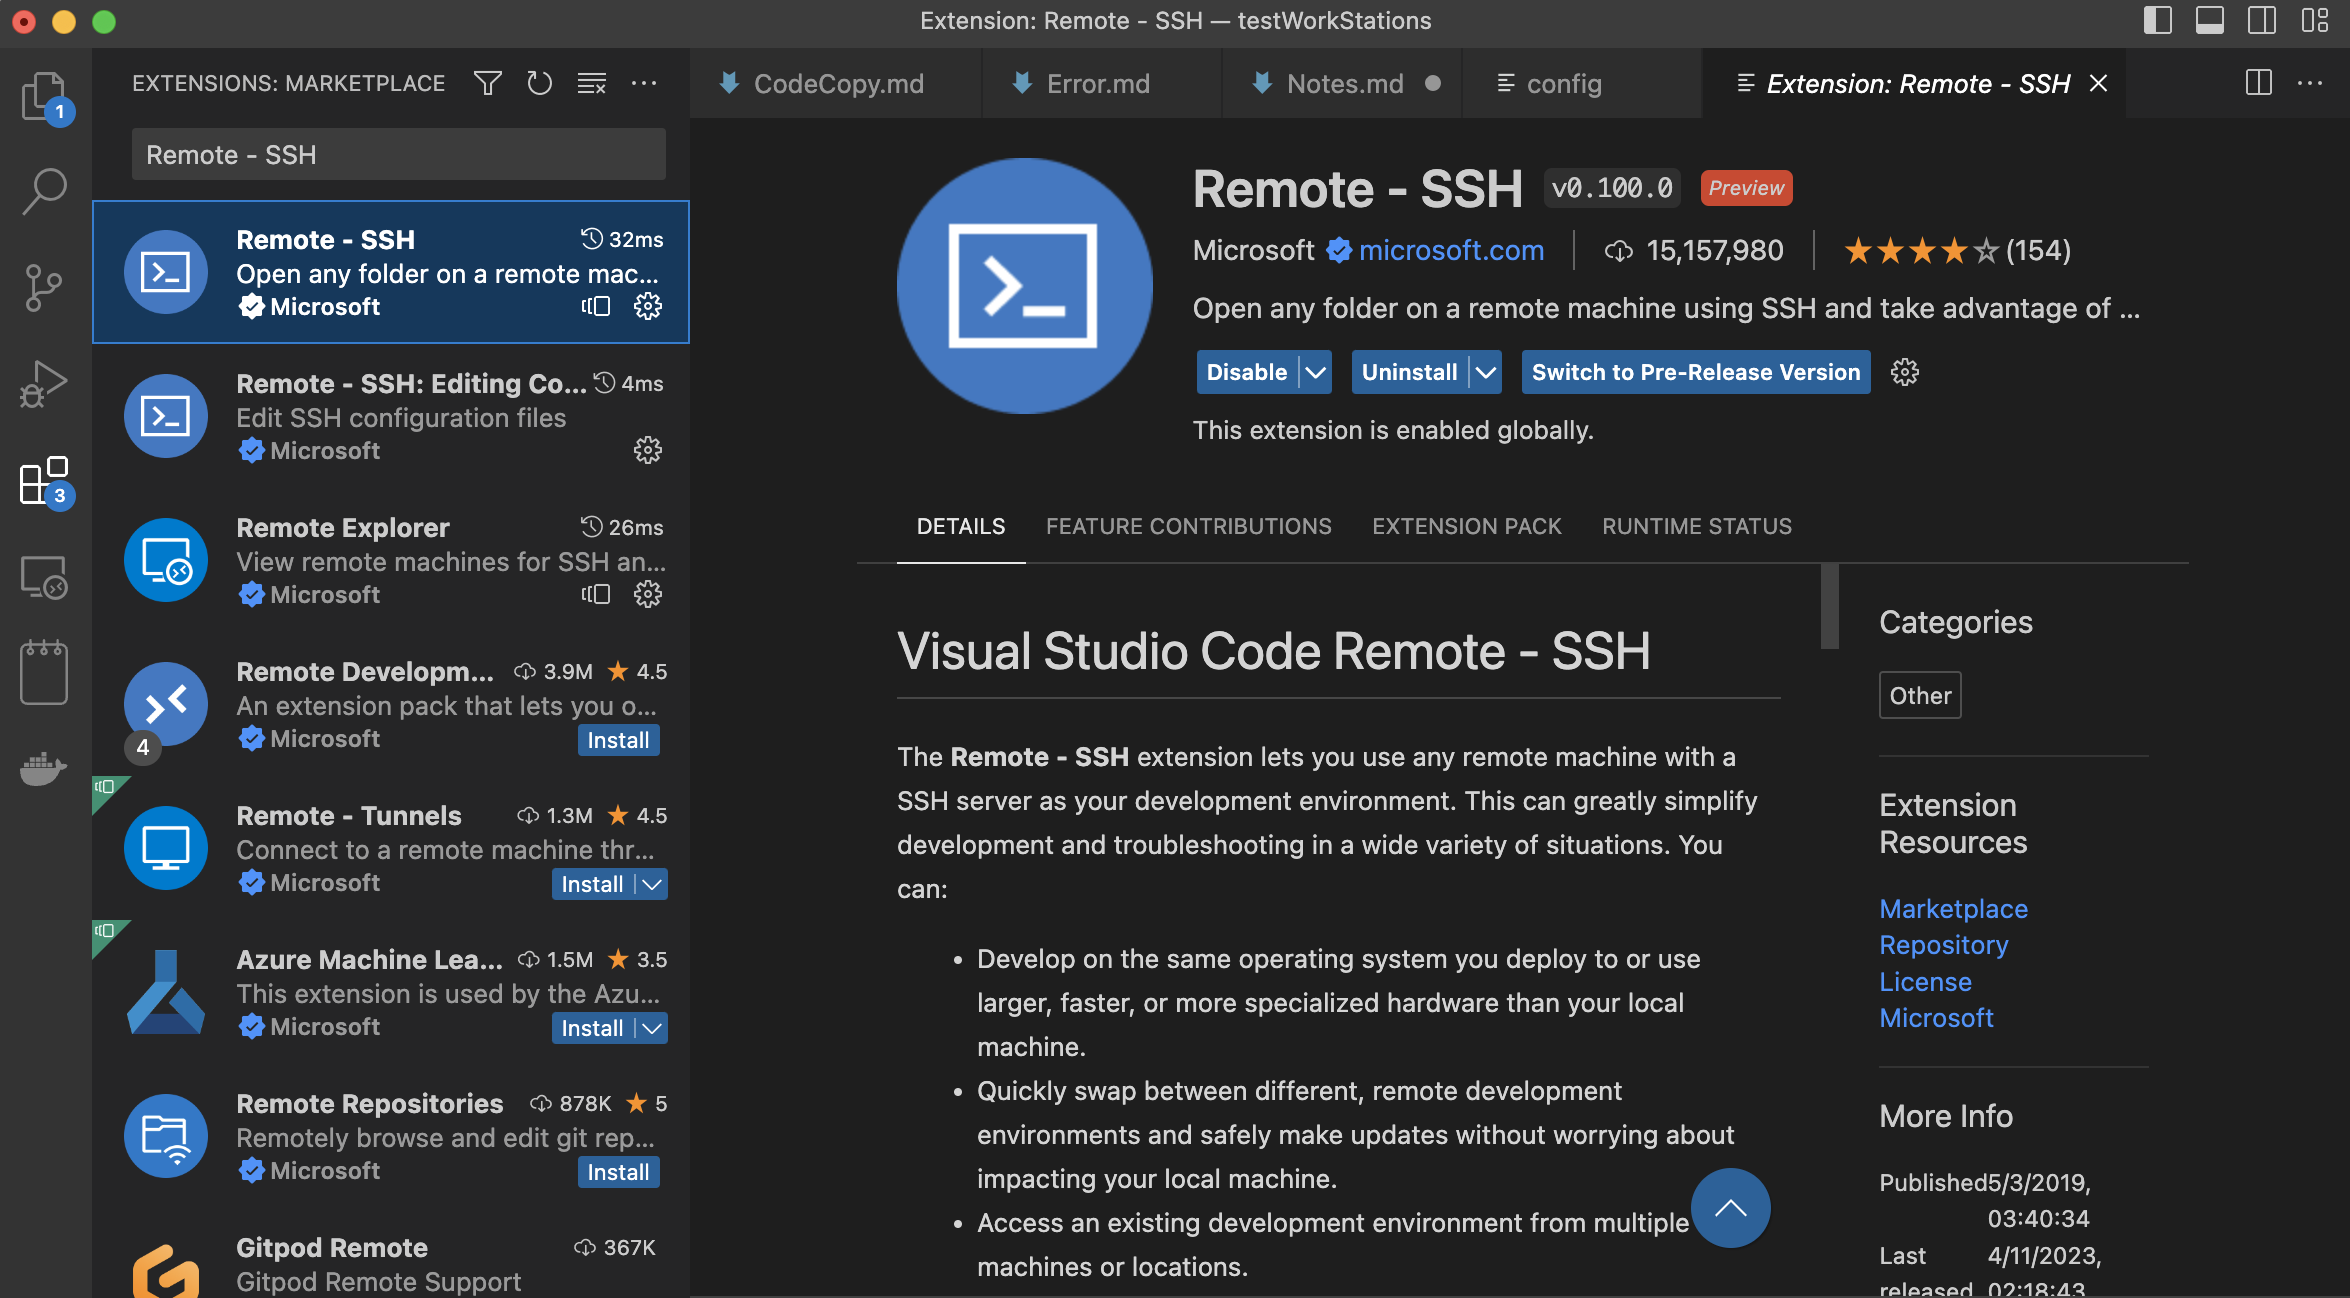 Extension: Remote - SSH — testWorkStations
EXTENSIONS: MARKETPLACE
Remote - SSH
1
3
Remote - SSH
32ms
Open any folder on a remote mac...
Microsoft
Remote - SSH: Editing Co...
4ms
Edit SSH configuration files
Microsoft
Remote Explorer
26ms
View remote machines for SSH an...
Microsoft
Remote Developm...
3.9M
4.5
An extension pack that lets you o...
4
Microsoft
Install
Remote - Tunnels
1.3M
4.5
Connect to a remote machine thr...
Microsoft
Install
Azure Machine Lea...
1.5M
3.5
This extension is used by the Azu...
Microsoft
Install
Remote Repositories
878K
5
Remotely browse and edit git rep...
Microsoft
Install
Gitpod Remote
367K
Gitpod Remote Support
CodeCopy.md
Error.md
Notes.md
config
Extension: Remote - SSH
Remote - SSH
v0.100.0
Preview
Microsoft
microsoft.com
15,157,980
(154)
Open any folder on a remote machine using SSH and take advantage of ...
Disable
Uninstall
Switch to Pre-Release Version
This extension is enabled globally.
DETAILS
FEATURE CONTRIBUTIONS
EXTENSION PACK
RUNTIME STATUS
Visual Studio Code Remote - SSH
The Remote - SSH extension lets you use any remote machine with a
SSH server as your development environment. This can greatly simplify
development and troubleshooting in a wide variety of situations. You
can:
• Develop on the same operating system you deploy to or use
larger, faster, or more specialized hardware than your local
machine.
• Quickly swap between different, remote development
environments and safely make updates without worrying about
impacting your local machine.
• Access an existing development environment from multiple
machines or locations.
Categories
Other
Extension
Resources
Marketplace
Repository
License
Microsoft
More Info
Published 5/3/2019,
03:40:34
Last 4/11/2023,
released 02:18:43